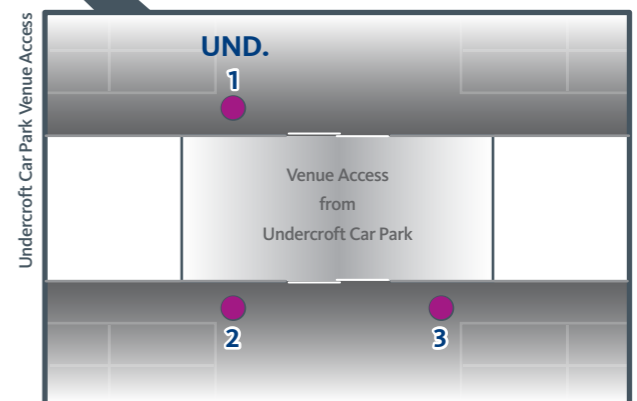 Undercroft Car Park Venue Access
UND.
1
Venue Access
from
Undercroft Car Park
2
3